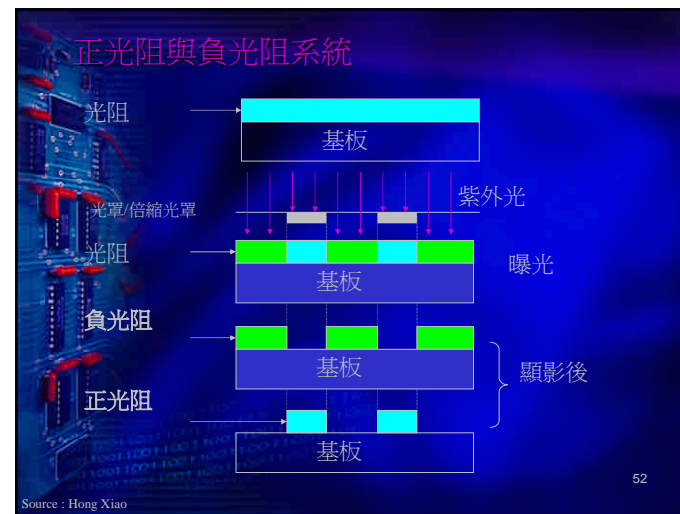 正光阻與負光阻系統
光阻
基板
紫外光
光罩/倍縮光罩
光阻
曝光
基板
負光阻
基板
顯影後
正光阻
基板
52
Source : Hong Xiao